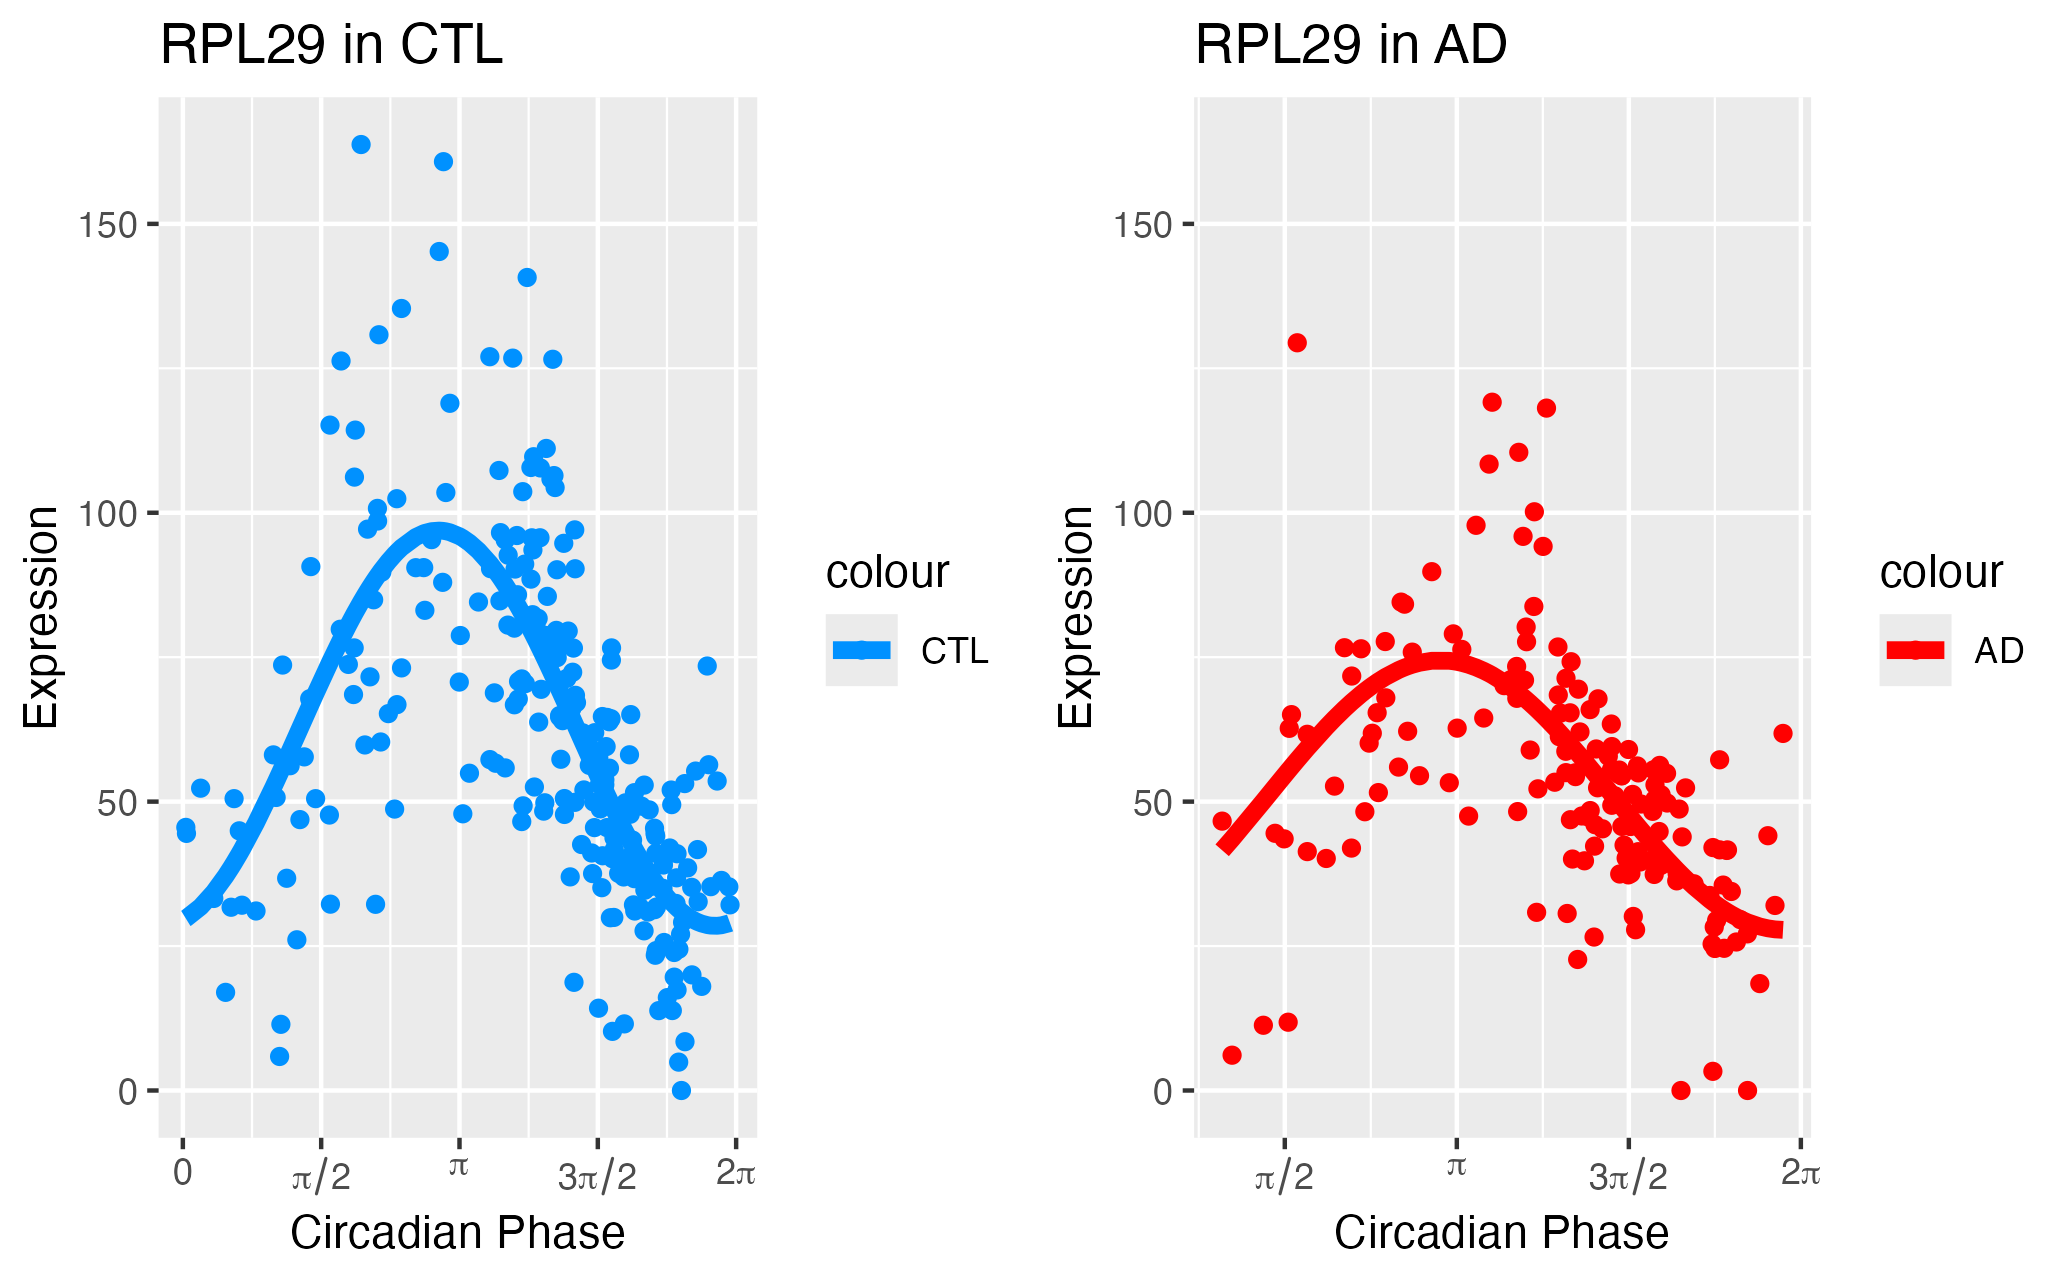 RPL29 in CTL
Expression
150
100
50
0
0
π/2
π
3π/2
2π
Circadian Phase
colour
CTL
RPL29 in AD
Expression
150
100
50
0
π/2
π
3π/2
2π
Circadian Phase
colour
AD